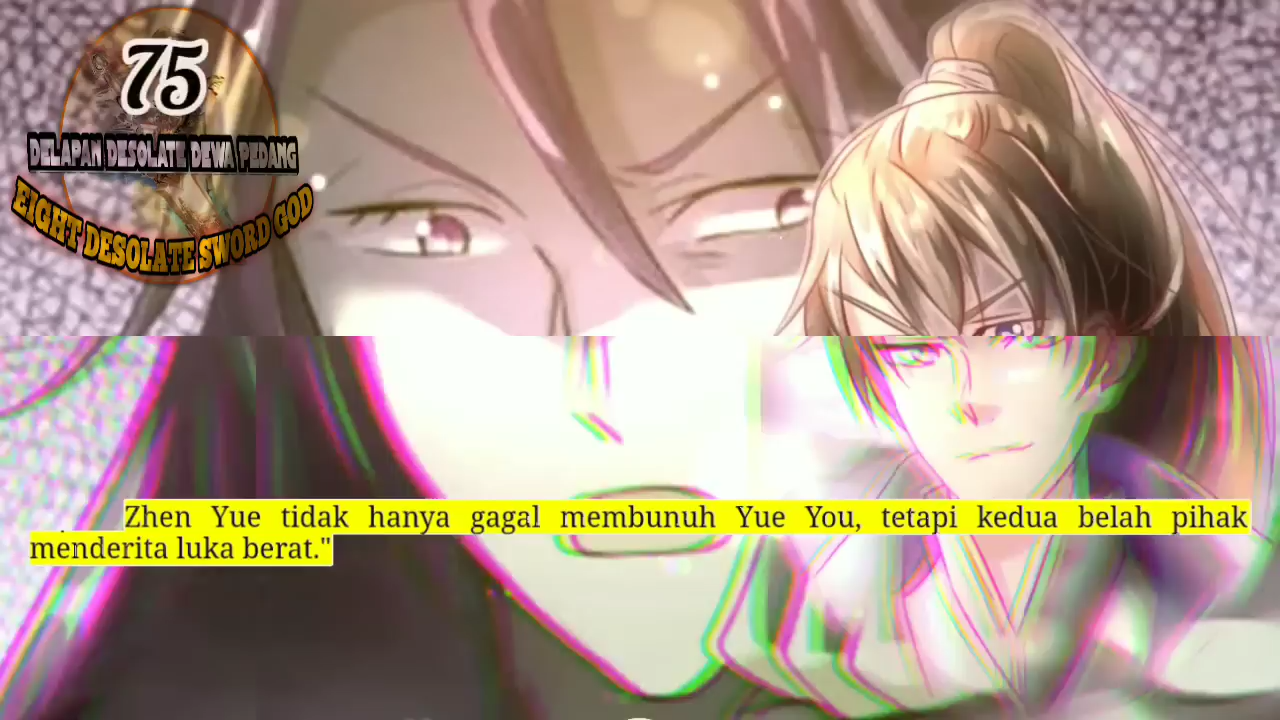 75
DELAPAN DESOLATE DEWA PEDANG
EIGHT DESOLATE SWORD GOD
Zhen Yue tidak hanya gagal membunuh Yue You, tetapi kedua belah pihak
menderita luka berat."